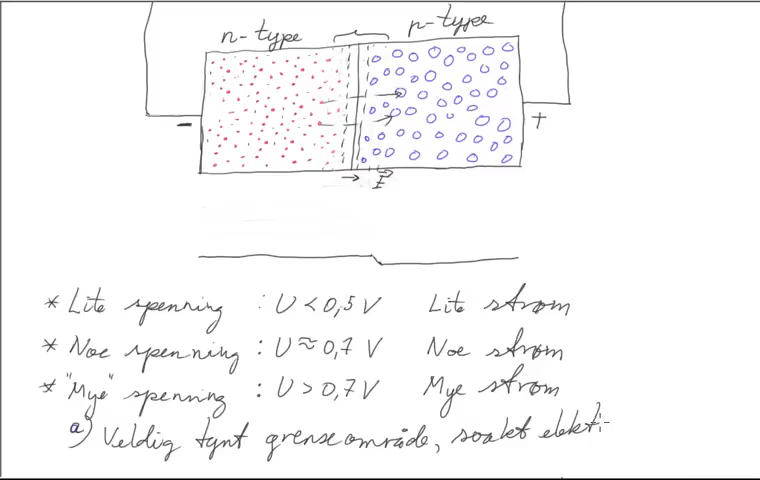 n-type p-type
- +
E
* Lite spenning : U < 0,5 V Lite strøm
* Noe spenning : U ≈ 0,7 V Noe strøm
* "Mye" spenning : U > 0,7 V Mye strøm
a) Veldig tynt grenseområde, svakt elekt